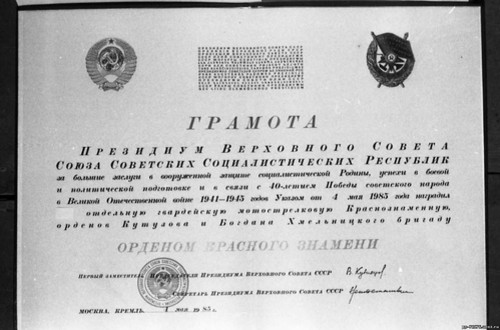 ГРАМОТА
Президиум Верховного Совета
Союза Советских Социалистических Республик
за большие заслуги в вооруженной защите социалистической Родины, успехи в боевой
и политической подготовке и в связи с 40-летием Победы советского народа
в Великой Отечественной войне 1941—1945 годов Указом от 4 мая 1985 года наградил
отдельную гвардейскую мотострелковую Краснознаменную,
орденов Кутузова и Богдана Хмельницкого бригаду
ОРДЕНОМ КРАСНОГО ЗНАМЕНИ
Первый заместитель Председателя Президиума Верховного Совета СССР
Секретарь Президиума Верховного Совета СССР
Москва, Кремль. 4 мая 1985 г.